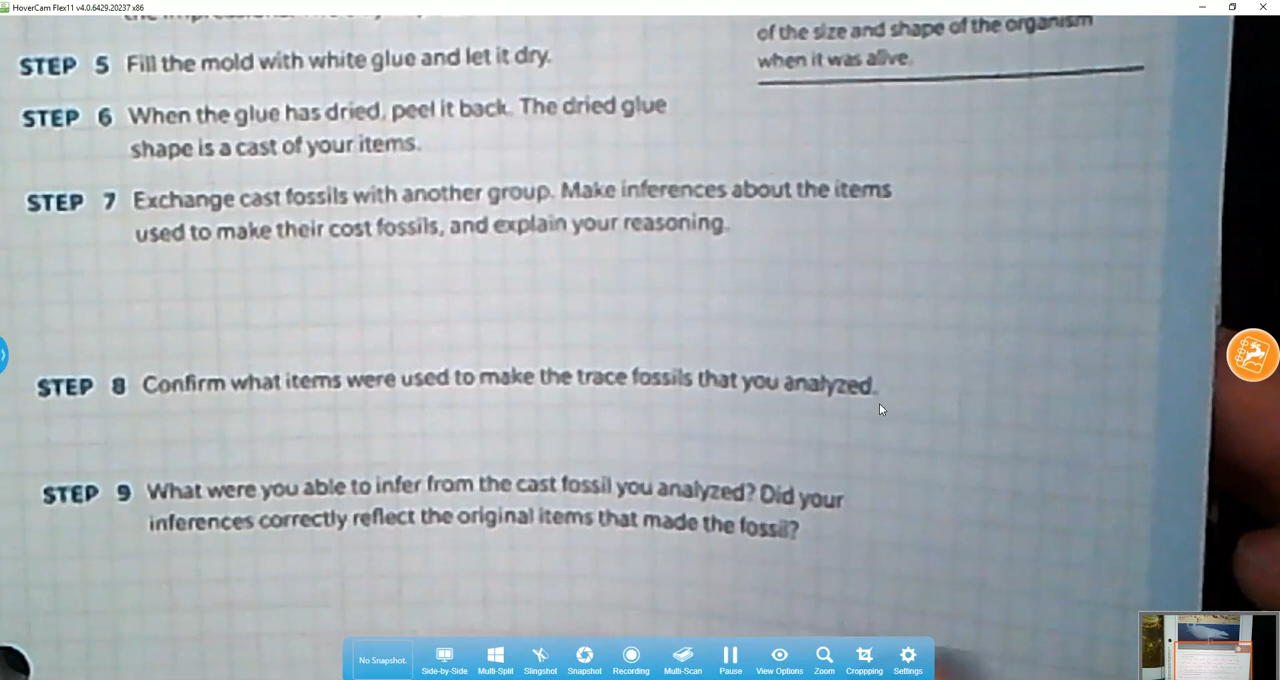 HoverCam Flex11 v4.0.6429.20237 x86
of the size and shape of the organism
when it was alive.
STEP 5 Fill the mold with white glue and let it dry.
STEP 6 When the glue has dried, peel it back. The dried glue
shape is a cast of your items.
STEP 7 Exchange cast fossils with another group. Make inferences about the items
used to make their cost fossils, and explain your reasoning.
STEP 8 Confirm what items were used to make the trace fossils that you analyzed.
STEP 9 What were you able to infer from the cast fossil you analyzed? Did your
inferences correctly reflect the original items that made the fossil?
No Snapshot.
Side-by-Side Multi-Split Slingshot Snapshot Recording Multi-Scan Pause View Options Zoom Croppping Settings